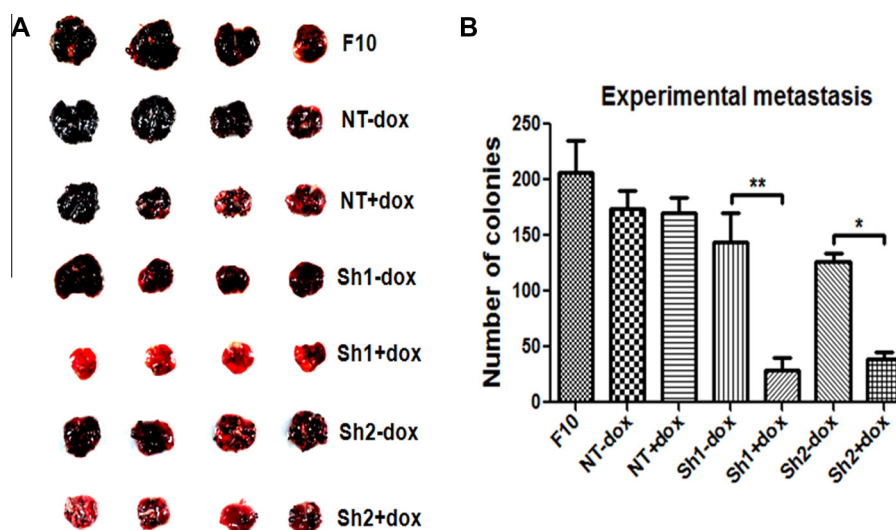 A
F10
NT-dox
NT+dox
Sh1-dox
Sh1+dox
Sh2-dox
Sh2+dox
B
Experimental metastasis
Number of colonies
250
200
150
100
50
0
**
*
F10
NT-dox
NT+dox
Sh1-dox
Sh1+dox
Sh2-dox
Sh2+dox